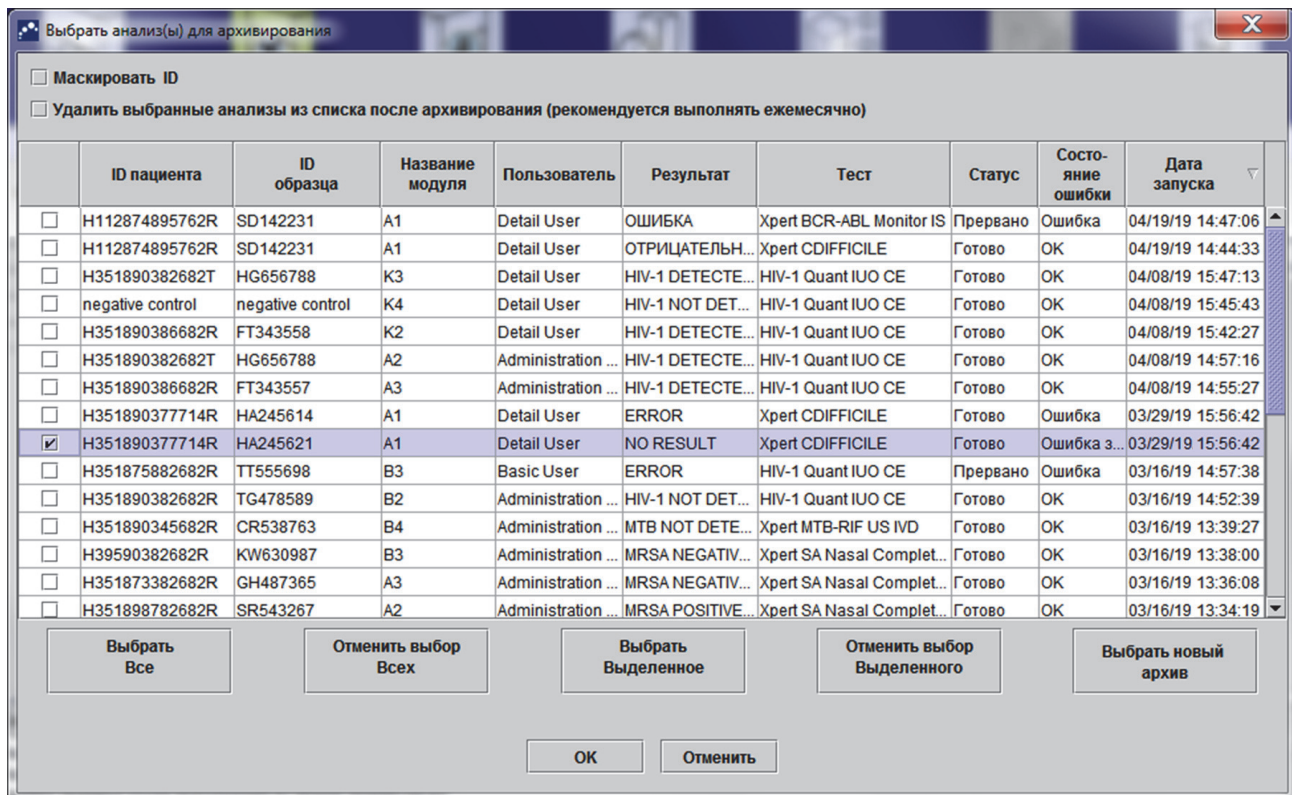 Выбрать анализ(ы) для архивирования
Маскировать ID
Удалить выбранные анализы из списка после архивирования (рекомендуется выполнять ежемесячно)
ID пациента ID образца Название модуля Пользователь Результат Тест Статус Состо-яние ошибки Дата запуска
H112874895762R SD142231 A1 Detail User ОШИБКА Xpert BCR-ABL Monitor IS Прервано Ошибка 04/19/19 14:47:06
H112874895762R SD142231 A1 Detail User ОТРИЦАТЕЛЬН... Xpert CDIFFICILE Готово OK 04/19/19 14:44:33
H351890382682T HG656788 K3 Detail User HIV-1 DETECTE... HIV-1 Quant IUO CE Готово OK 04/08/19 15:47:13
negative control negative control K4 Detail User HIV-1 NOT DET... HIV-1 Quant IUO CE Готово OK 04/08/19 15:45:43
H351890386682R FT343558 K2 Detail User HIV-1 DETECTE... HIV-1 Quant IUO CE Готово OK 04/08/19 15:42:27
H351890382682T HG656788 A2 Administration ... HIV-1 DETECTE... HIV-1 Quant IUO CE Готово OK 04/08/19 14:57:16
H351890386682R FT343557 A3 Administration ... HIV-1 DETECTE... HIV-1 Quant IUO CE Готово OK 04/08/19 14:55:27
H351890377714R HA245614 A1 Detail User ERROR Xpert CDIFFICILE Готово Ошибка 03/29/19 15:56:42
H351890377714R HA245621 A1 Detail User NO RESULT Xpert CDIFFICILE Готово Ошибка з... 03/29/19 15:56:42
H351875882682R TT555698 B3 Basic User ERROR HIV-1 Quant IUO CE Прервано Ошибка 03/16/19 14:57:38
H351890382682R TG478589 B2 Administration ... HIV-1 NOT DET... HIV-1 Quant IUO CE Готово OK 03/16/19 14:52:39
H351890345682R CR538763 B4 Administration ... MTB NOT DETE... Xpert MTB-RIF US IVD Готово OK 03/16/19 13:39:27
H39590382682R KW630987 B3 Administration ... MRSA NEGATIV... Xpert SA Nasal Complet... Готово OK 03/16/19 13:38:00
H351873382682R GH487365 A3 Administration ... MRSA NEGATIV... Xpert SA Nasal Complet... Готово OK 03/16/19 13:36:08
H351898782682R SR543267 A2 Administration ... MRSA POSITIVE... Xpert SA Nasal Complet... Готово OK 03/16/19 13:34:19
Выбрать Все Отменить выбор Всех Выбрать Выделенное Отменить выбор Выделенного Выбрать новый архив
OK Отменить